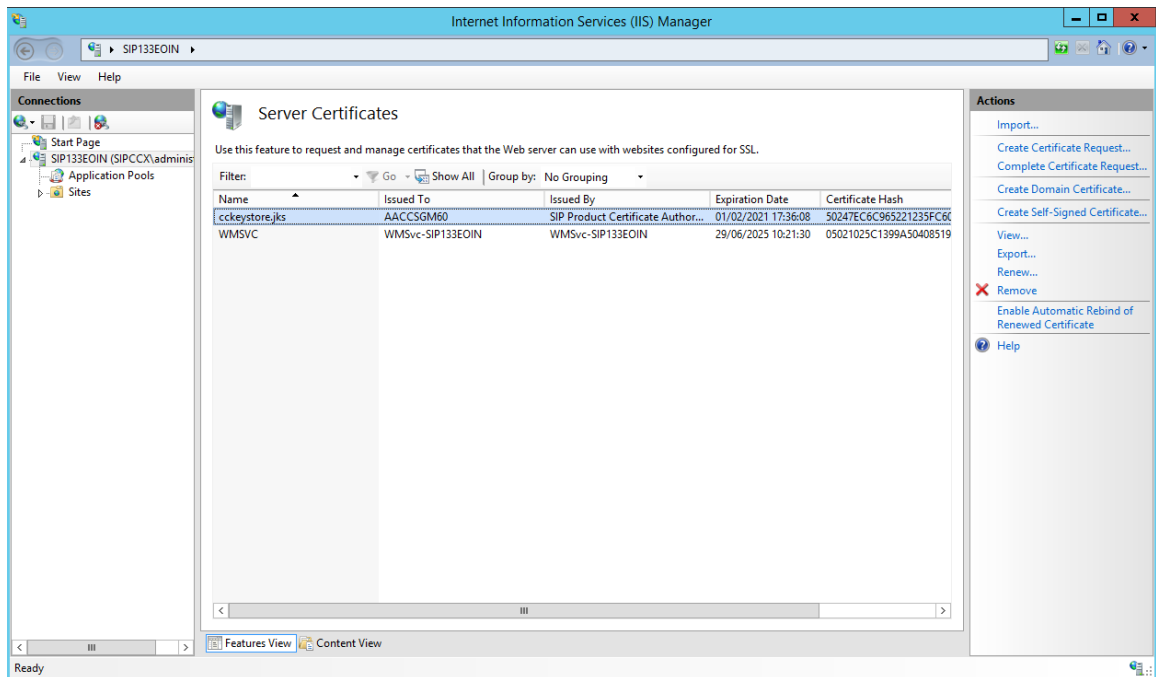 Internet Information Services (IIS) Manager
SIP133EOIN
File View Help
Connections
Start Page
SIP133EOIN (SIPCCX\adminis
Application Pools
Sites
Server Certificates
Use this feature to request and manage certificates that the Web server can use with websites configured for SSL.
Filter: Go Show All Group by: No Grouping
Name Issued To Issued By Expiration Date Certificate Hash
cckeystore.jks AACCSGM60 SIP Product Certificate Author... 01/02/2021 17:36:08 50247EC6C965221235FC6C
WMSVC WMSvc-SIP133EOIN WMSvc-SIP133EOIN 29/06/2025 10:21:30 05021025C1399A50408519
Features View Content View
Actions
Import...
Create Certificate Request...
Complete Certificate Request...
Create Domain Certificate...
Create Self-Signed Certificate...
View...
Export...
Renew...
Remove
Enable Automatic Rebind of
Renewed Certificate
Help
Ready